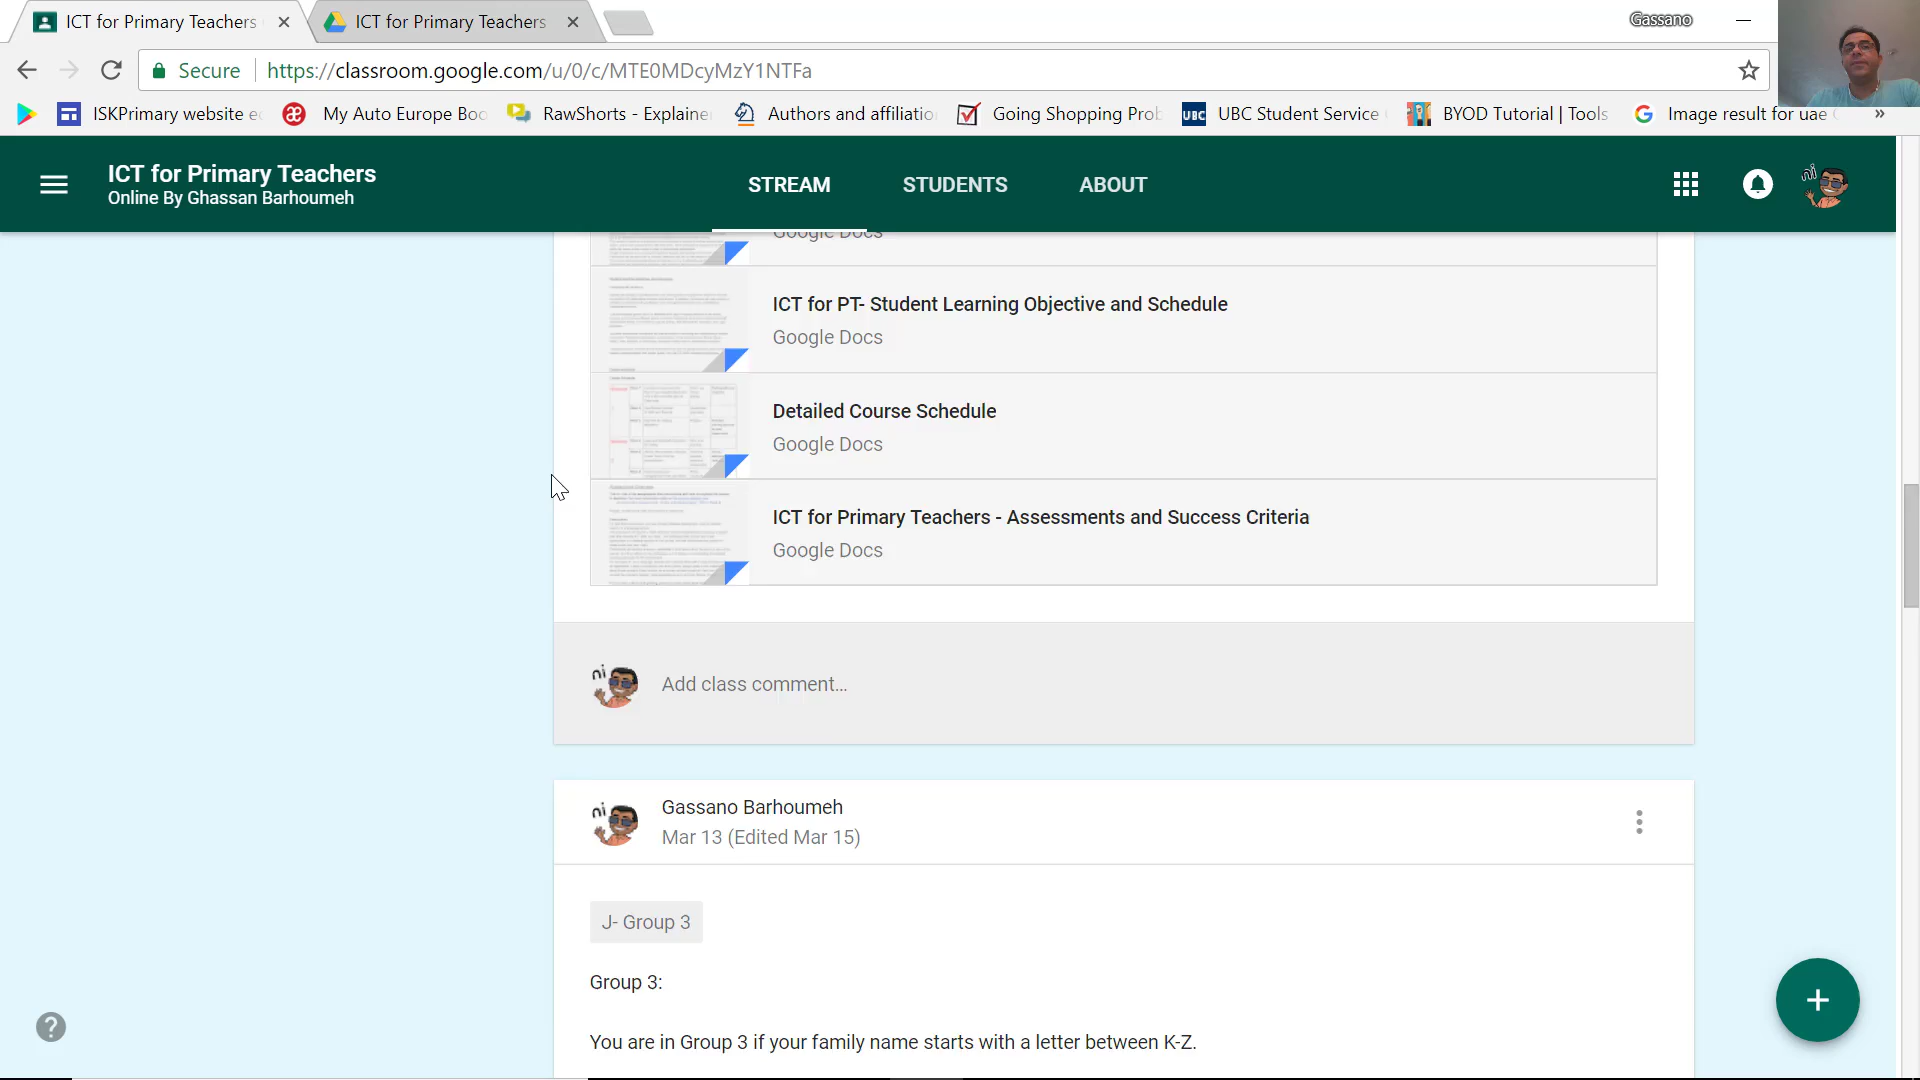 ICT for Primary Teachers
ICT for Primary Teachers
Gassano
Secure
https://classroom.google.com/u/0/c/MTE0MDcyMzY1NTFa
ISKPrimary website e
My Auto Europe Boo
RawShorts - Explaine
Authors and affiliatio
Going Shopping Prob
UBC
UBC Student Service
BYOD Tutorial | Tools
Image result for uae
»
ICT for Primary Teachers
Online By Ghassan Barhoumeh
STREAM
STUDENTS
ABOUT
Google Docs
ICT for PT- Student Learning Objective and Schedule
Google Docs
Detailed Course Schedule
Google Docs
ICT for Primary Teachers - Assessments and Success Criteria
Google Docs
Add class comment...
Gassano Barhoumeh
Mar 13 (Edited Mar 15)
J- Group 3
Group 3:
You are in Group 3 if your family name starts with a letter between K-Z.